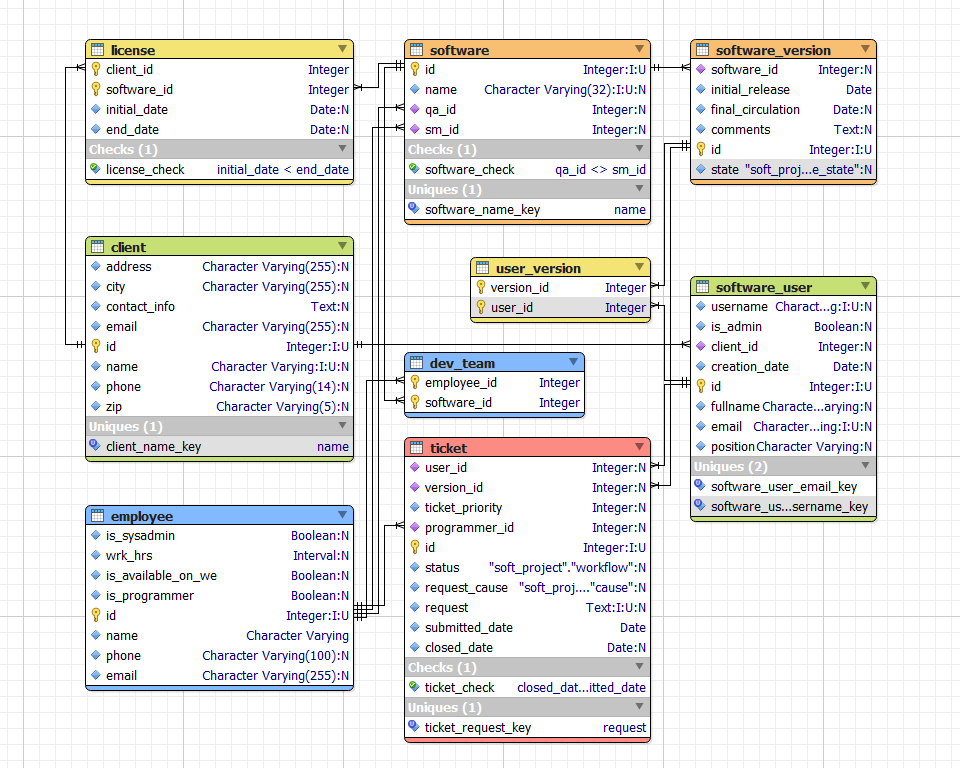 license
client_id Integer
software_id Integer
initial_date Date:N
end_date Date:N
Checks (1)
license_check initial_date < end_date
software
id Integer:I:U
name Character Varying(32):I:U:N
qa_id Integer:N
sm_id Integer:N
Checks (1)
software_check qa_id <> sm_id
Uniques (1)
software_name_key name
software_version
software_id Integer:N
initial_release Date
final_circulation Date:N
comments Text:N
id Integer:I:U
state "soft_proj...e_state":N
client
address Character Varying(255):N
city Character Varying(255):N
contact_info Text:N
email Character Varying(255):N
id Integer:I:U
name Character Varying:I:U:N
phone Character Varying(14):N
zip Character Varying(5):N
Uniques (1)
client_name_key name
user_version
version_id Integer
user_id Integer
software_user
username Charact...g:I:U:N
is_admin Boolean:N
client_id Integer:N
creation_date Date:N
id Integer:I:U
fullname Characte...arying:N
email Character...ing:I:U:N
position Character Varying:N
Uniques (2)
software_user_email_key
software_us...sername_key
dev_team
employee_id Integer
software_id Integer
ticket
user_id Integer:N
version_id Integer:N
ticket_priority Integer:N
programmer_id Integer:N
id Integer:I:U
status "soft_project"."workflow":N
request_cause "soft_proj...."cause":N
request Text:I:U:N
submitted_date Date
closed_date Date:N
Checks (1)
ticket_check closed_dat...itted_date
Uniques (1)
ticket_request_key request
employee
is_sysadmin Boolean:N
wrk_hrs Interval:N
is_available_on_we Boolean:N
is_programmer Boolean:N
id Integer:I:U
name Character Varying
phone Character Varying(100):N
email Character Varying(255):N